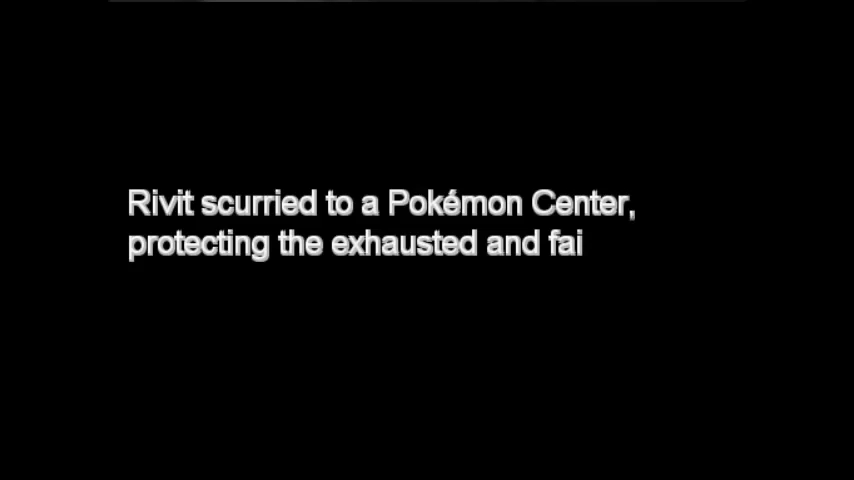 Rivit scurried to a Pokémon Center,
protecting the exhausted and fai